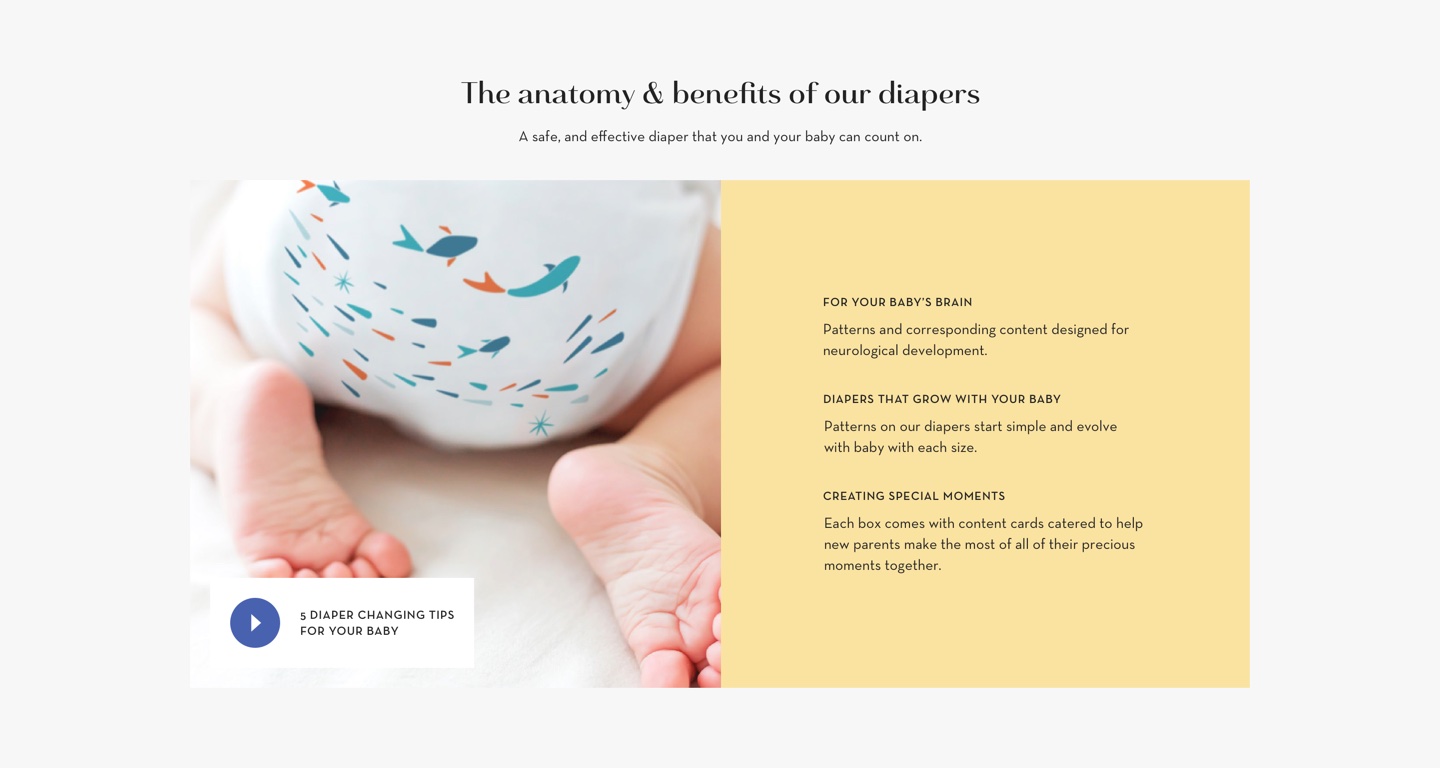 The anatomy & benefits of our diapers
A safe, and effective diaper that you and your baby can count on.
FOR YOUR BABY'S BRAIN
Patterns and corresponding content designed for
neurological development.
DIAPERS THAT GROW WITH YOUR BABY
Patterns on our diapers start simple and evolve
with baby with each size.
CREATING SPECIAL MOMENTS
Each box comes with content cards catered to help
new parents make the most of all of their precious
moments together.
5 DIAPER CHANGING TIPS
FOR YOUR BABY